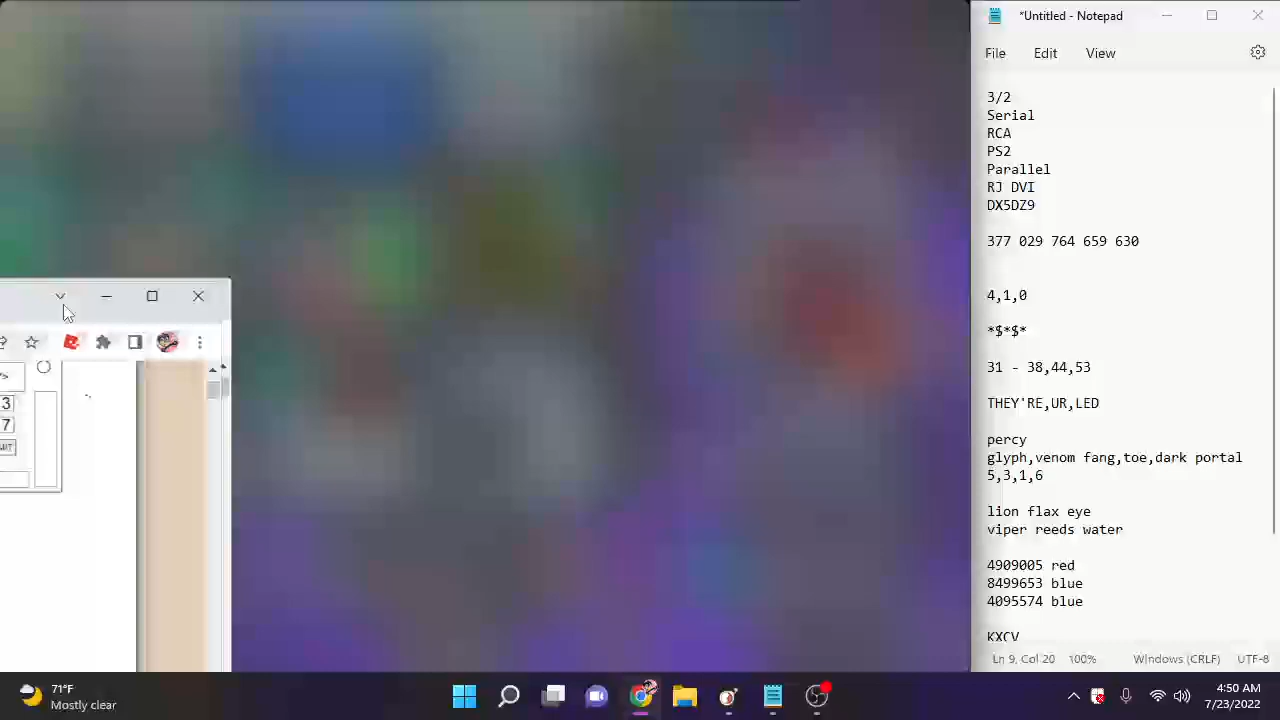 *Untitled - Notepad
File Edit View
3/2
Serial
RCA
PS2
Parallel
RJ DVI
DX5DZ9
377 029 764 659 630
4,1,0
*$*$*
31 - 38,44,53
THEY'RE,UR,LED
percy
glyph,venom fang,toe,dark portal
5,3,1,6
lion flax eye
viper reeds water
4909005 red
8499653 blue
4095574 blue
KXCV
Ln 9, Col 20 100% Windows (CRLF) UTF-8
3
7
71°F
Mostly clear
4:50 AM
7/23/2022